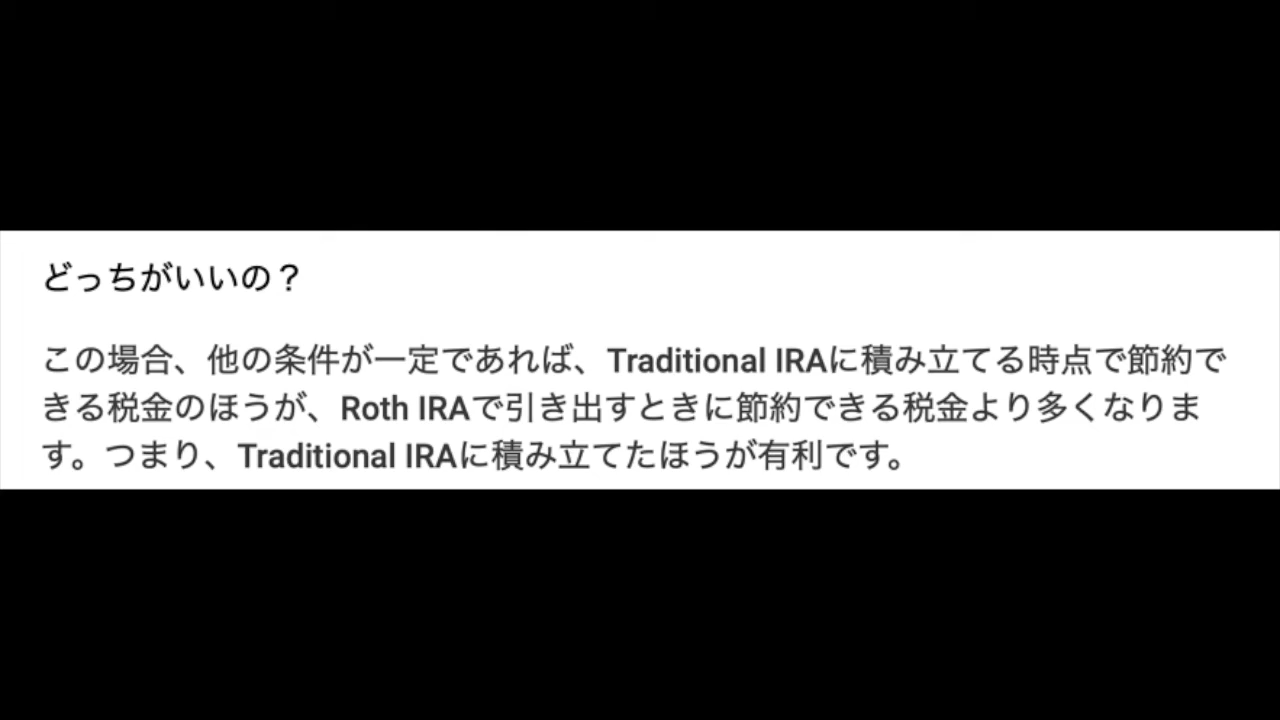 どっちがいいの？
この場合、他の条件が一定であれば、Traditional IRAに積み立てる時点で節約で
きる税金のほうが、Roth IRAで引き出すときに節約できる税金より多くなりま
す。つまり、Traditional IRAに積み立てたほうが有利です。